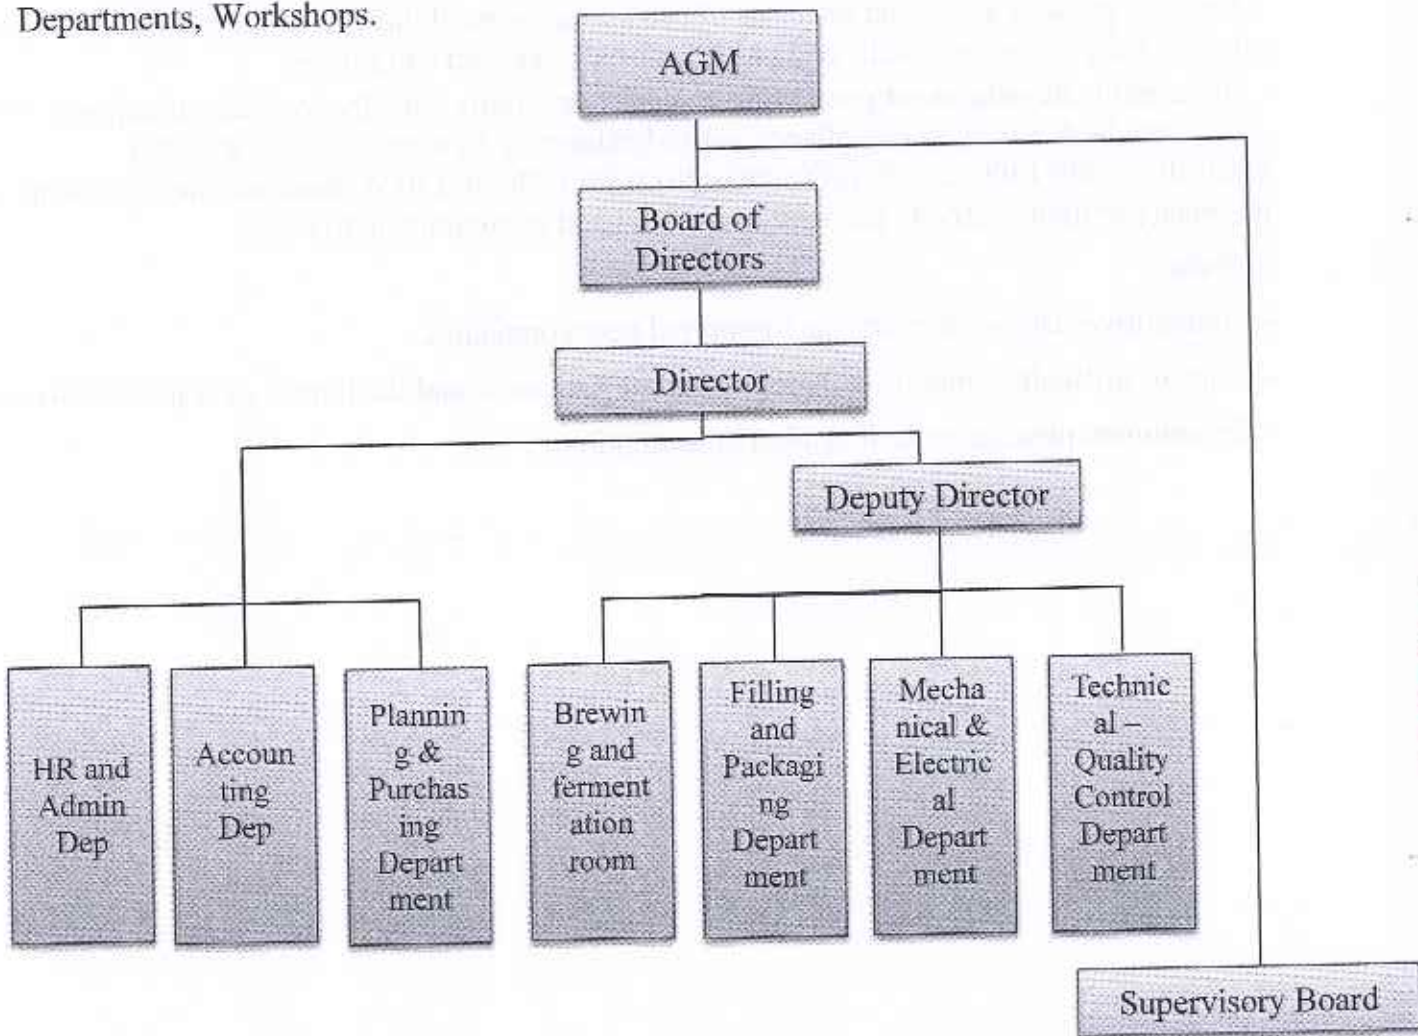 Departments, Workshops.
AGM
Board of
Directors
Director
Deputy Director
HR and
Admin
Dep
Accoun
ting
Dep
Plannin
g &
Purchas
ing
Depart
ment
Brewin
g and
ferment
ation
room
Filling
and
Packagi
ng
Depart
ment
Mecha
nical &
Electric
al
Depart
ment
Technic
al –
Quality
Control
Depart
ment
Supervisory Board